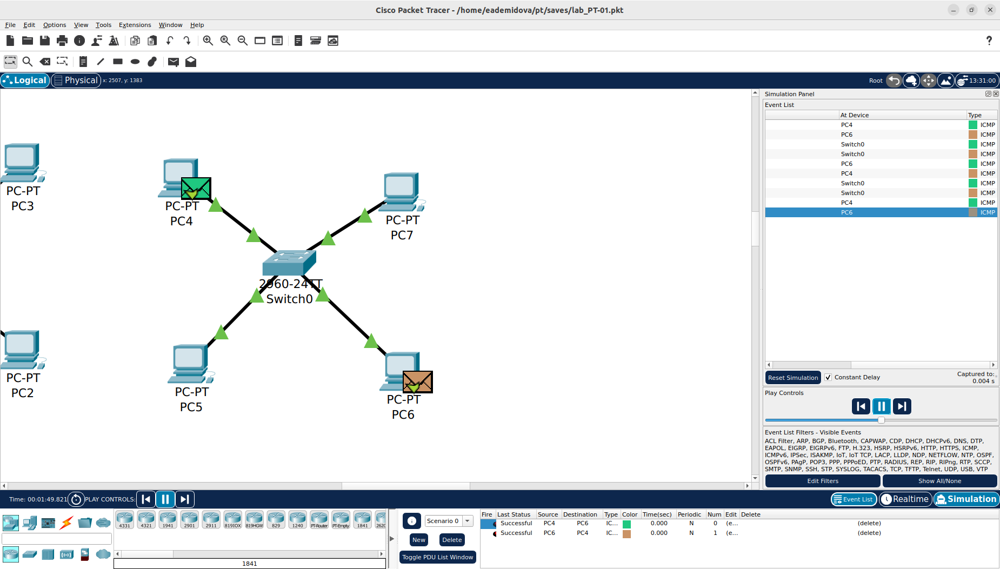 Cisco Packet Tracer - /home/eademidova/pt/saves/lab_PT-01.pkt
File Edit Options View Tools Extensions Window Help
Logical Physical x: 2507, y: 1383 Root 13:31:00
PC-PT
PC3
PC-PT
PC4
PC-PT
PC7
2960-24TT
Switch0
PC-PT
PC2
PC-PT
PC5
PC-PT
PC6
Simulation Panel
Event List
At Device Type
PC4 ICMP
PC6 ICMP
Switch0 ICMP
Switch0 ICMP
PC6 ICMP
PC4 ICMP
Switch0 ICMP
Switch0 ICMP
PC4 ICMP
PC6 ICMP
Reset Simulation Constant Delay Captured to:
0.004 s
Play Controls
Event List Filters - Visible Events
ACL Filter, ARP, BGP, Bluetooth, CAPWAP, CDP, DHCP, DHCPv6, DNS, DTP,
EAPOL, EIGRP, EIGRPv6, FTP, H.323, HSRP, HSRPv6, HTTP, HTTPS, ICMP,
ICMPv6, IPSec, ISAKMP, IoT, IoT TCP, LACP, LLDP, NDP, NETFLOW, NTP, OSPF,
OSPFv6, PAgP, POP3, PPP, PPPoED, PTP, RADIUS, REP, RIP, RIPng, RTP, SCCP,
SMTP, SNMP, SSH, STP, SYSLOG, TACACS, TCP, TFTP, Telnet, UDP, USB, VTP
Edit Filters Show All/None
Time: 00:01:49.821 PLAY CONTROLS: Event List Realtime Simulation
4331 4321 1941 2901 2911 819IOX 819HGW 829 1240 PT-Router PT-Empty 1841 2620
1841
Scenario 0
New Delete
Toggle PDU List Window
Fire Last Status Source Destination Type Color Time(sec) Periodic Num Edit Delete
Successful PC4 PC6 IC... 0.000 N 0 (e... (delete)
Successful PC6 PC4 IC... 0.000 N 1 (e... (delete)